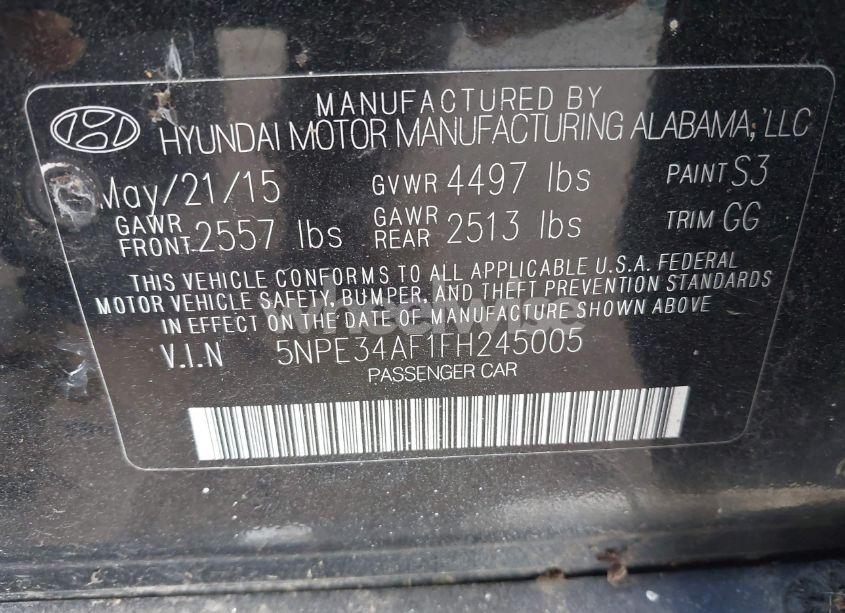 MANUFACTURED BY
HYUNDAI MOTOR MANUFACTURING ALABAMA, LLC
May/21/15 GVWR 4497 lbs PAINT S3
GAWR FRONT 2557 lbs GAWR REAR 2513 lbs TRIM GG
THIS VEHICLE CONFORMS TO ALL APPLICABLE U.S.A. FEDERAL
MOTOR VEHICLE SAFETY, BUMPER, AND THEFT PREVENTION STANDARDS
IN EFFECT ON THE DATE OF MANUFACTURE SHOWN ABOVE
wheelwise
V.I.N 5NPE34AF1FH245005
PASSENGER CAR